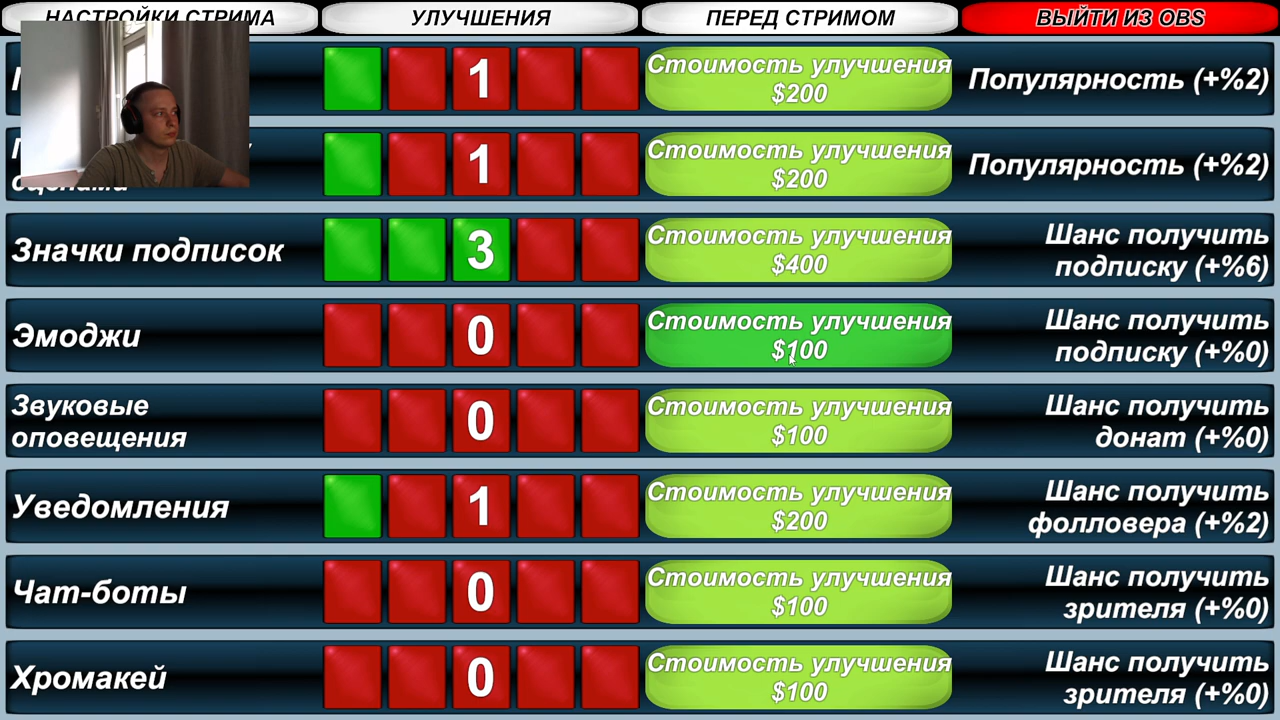 НАСТРОЙКИ СТРИМА
УЛУЧШЕНИЯ
ПЕРЕД СТРИМОМ
ВЫЙТИ ИЗ OBS
1
Стоимость улучшения
$200
Популярность (+%2)
1
Стоимость улучшения
$200
Популярность (+%2)
Значки подписок
3
Стоимость улучшения
$400
Шанс получить
подписку (+%6)
Эмоджи
0
Стоимость улучшения
$100
Шанс получить
подписку (+%0)
Звуковые
оповещения
0
Стоимость улучшения
$100
Шанс получить
донат (+%0)
Уведомления
1
Стоимость улучшения
$200
Шанс получить
фолловера (+%2)
Чат-боты
0
Стоимость улучшения
$100
Шанс получить
зрителя (+%0)
Хромакей
0
Стоимость улучшения
$100
Шанс получить
зрителя (+%0)